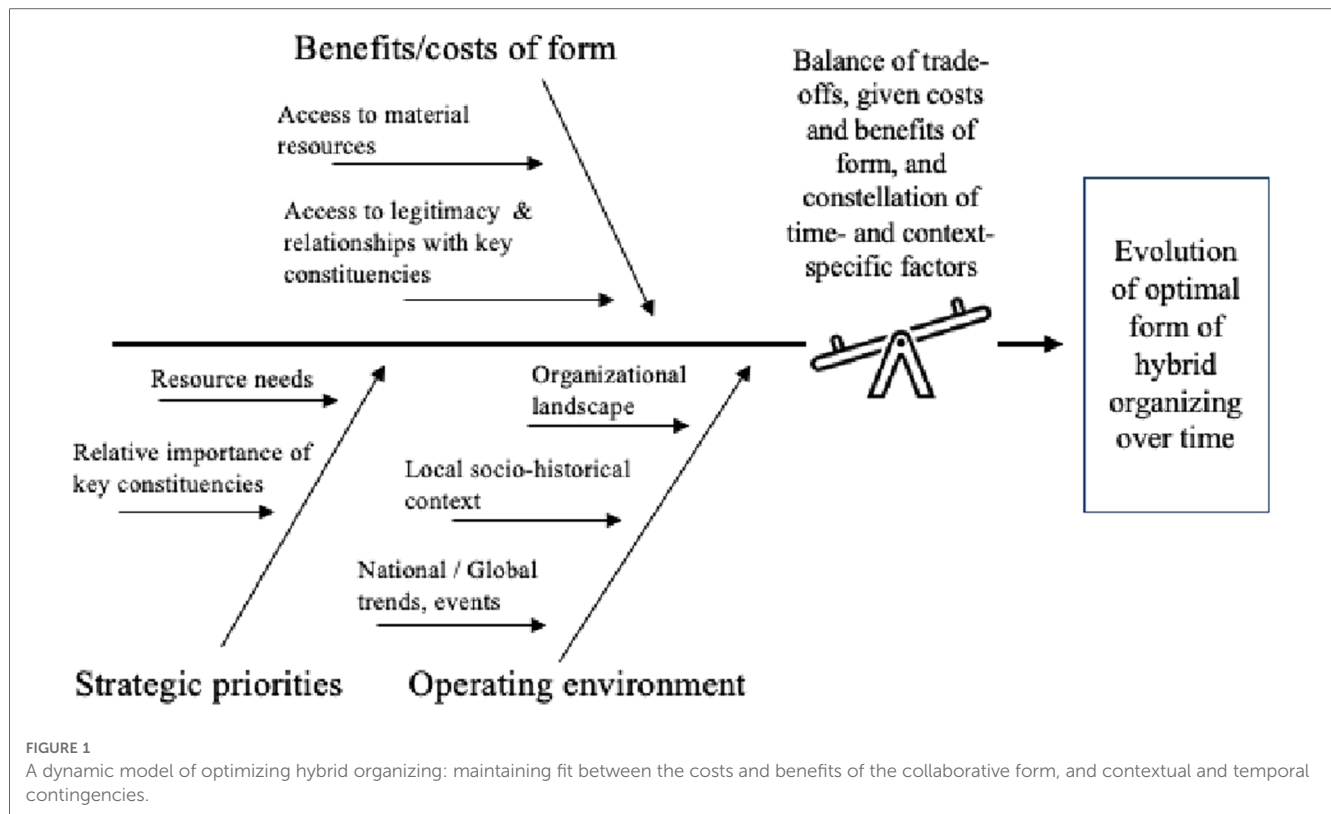 Benefits/costs of form
Access to material
resources
Access to legitimacy &
relationships with key
constituencies
Balance of trade-
offs, given costs
and benefits of
form, and
constellation of
time- and context-
specific factors
Evolution
of optimal
form of
hybrid
organizing
over time
Resource needs
Relative importance of
key constituencies
Organizational
landscape
Local socio-historical
context
National / Global
trends, events
Strategic priorities
Operating environment
FIGURE 1
A dynamic model of optimizing hybrid organizing: maintaining fit between the costs and benefits of the collaborative form, and contextual and temporal
contingencies.